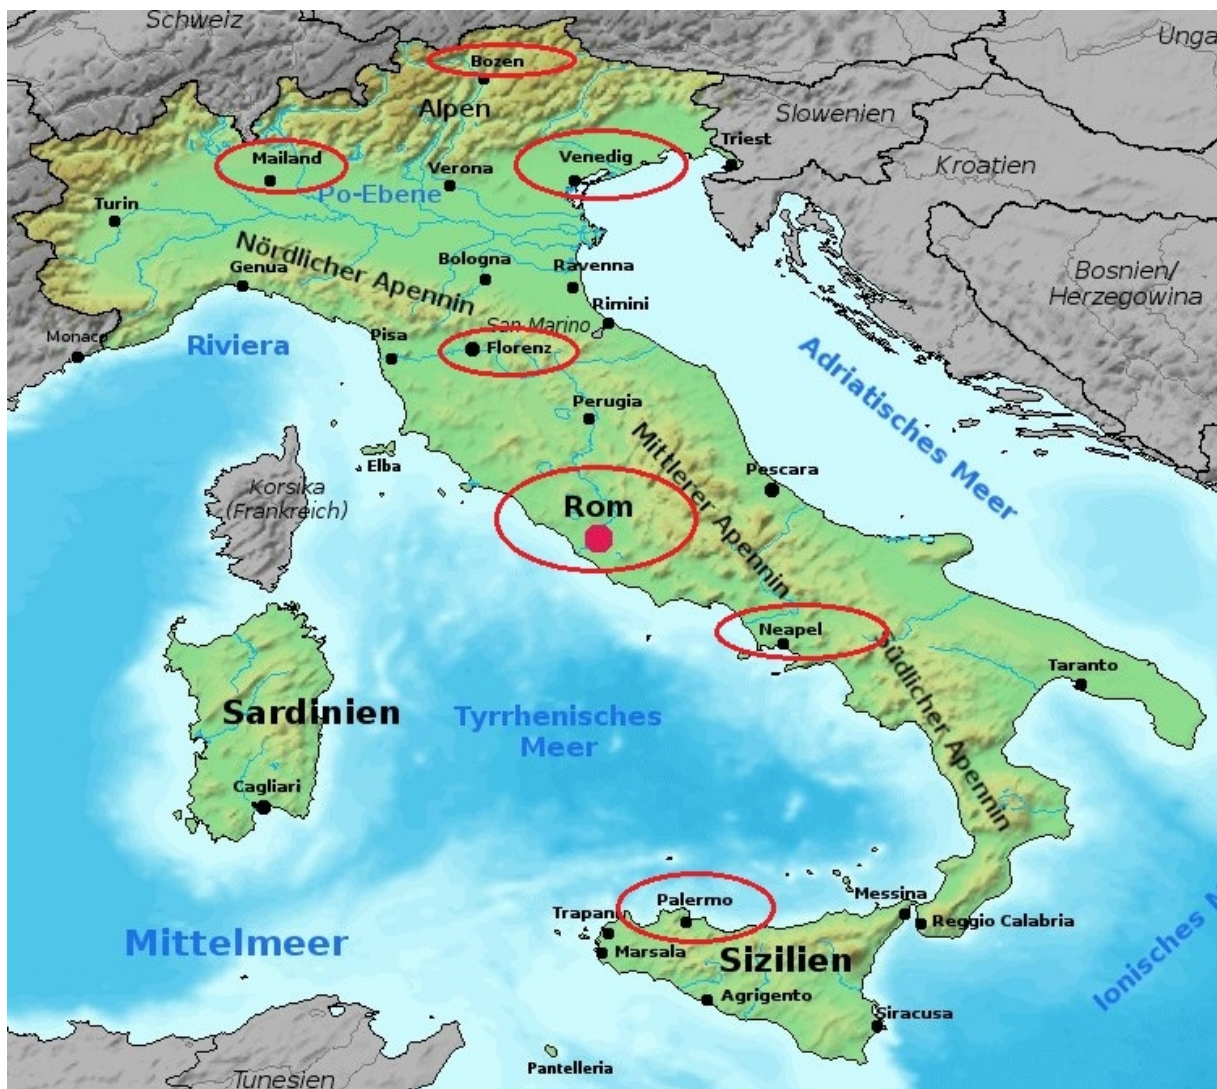 Schweiz
Unga
Bozen
Alpen
Slowenien
Triest
Mailand
Verona
Venedig
Kroatien
Po-Ebene
Turin
Nördlicher Apennin
Genua
Bologna
Ravenna
Bosnien/
Herzegowina
Rimini
San Marino
Monaco
Riviera
Pisa
Florenz
Adriatisches Meer
Perugia
Mittlerer Apennin
Elba
Pescara
Korsika
(Frankreich)
Rom
Neapel
Südlicher Apennin
Taranto
Sardinien
Tyrrhenisches
Meer
Cagliari
Palermo
Messina
Trapani
Reggio Calabria
Mittelmeer
Marsala
Sizilien
Ionisches M
Agrigento
Siracusa
Pantelleria
Tunesien